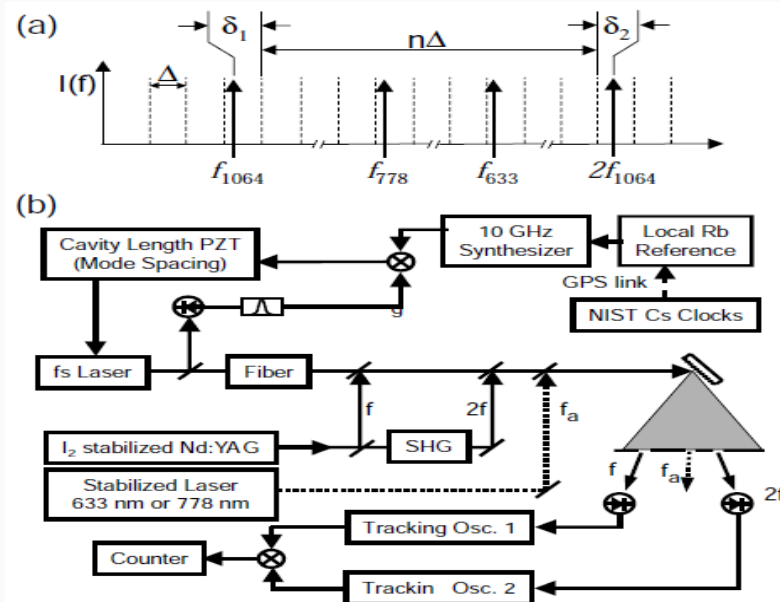 (a)
δ₁
nΔ
δ₂
I(f)
Δ
f₁₀₆₄
f₇₇₈
f₆₃₃
2f₁₀₆₄
(b)
Cavity Length PZT
(Mode Spacing)
10 GHz
Synthesizer
Local Rb
Reference
GPS link
NIST Cs Clocks
g
fs Laser
Fiber
f
2f
fₐ
I₂ stabilized Nd:YAG
SHG
Stabilized Laser
633 nm or 778 nm
f
fₐ
2f
Tracking Osc. 1
Counter
Trackin Osc. 2